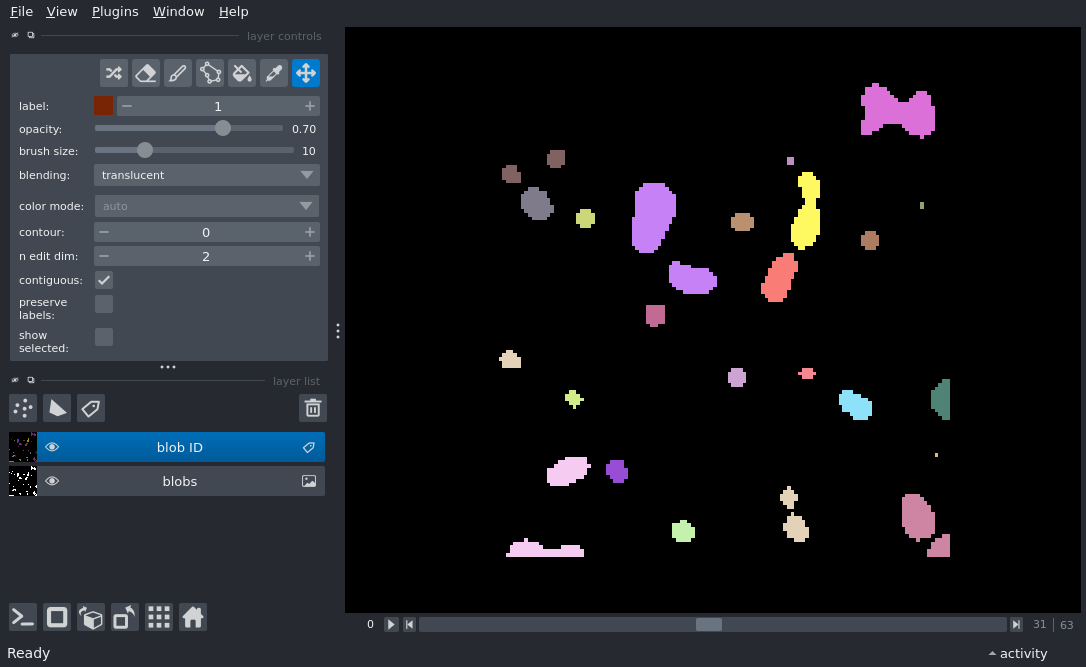 File View Plugins Window Help
layer controls
label: 1
opacity: 0.70
brush size: 10
blending: translucent
color mode: auto
contour: 0
n edit dim: 2
contiguous:
preserve
labels:
show
selected:
layer list
blob ID
blobs
0 31 | 63
Ready activity